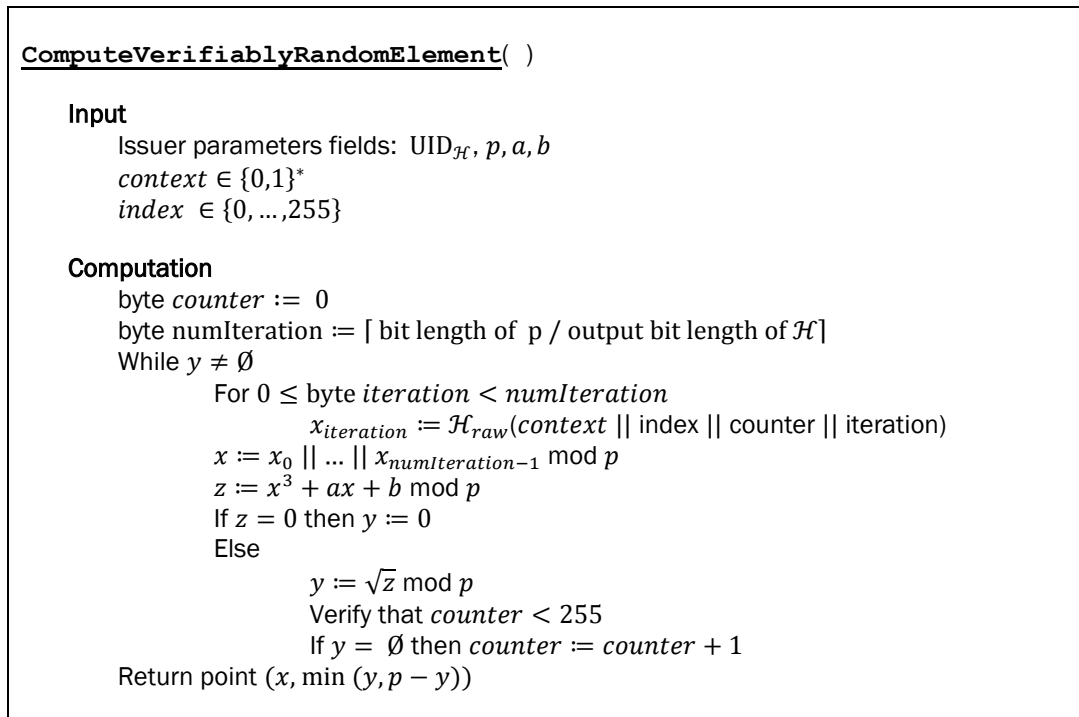 ComputeVerifiablyRandomElement( )
Input
Issuer parameters fields: UIDℋ, p, a, b
context ∈ {0,1}*
index ∈ {0, … ,255}
Computation
byte counter := 0
byte numIteration ≔ ⌈ bit length of p / output bit length of ℋ⌉
While y ≠ Ø
For 0 ≤ byte iteration < numIteration
x_iteration ≔ ℋ_raw(context || index || counter || iteration)
x ≔ x_0 || … || x_numIteration−1 mod p
z ≔ x³ + ax + b mod p
If z = 0 then y ≔ 0
Else
y ≔ √z mod p
Verify that counter < 255
If y = Ø then counter ≔ counter + 1
Return point (x, min (y, p − y))